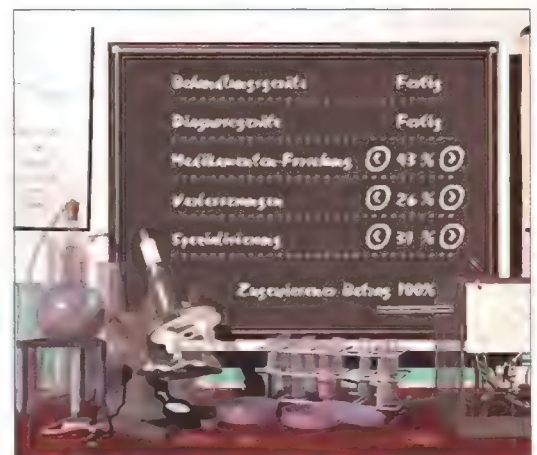 Behandlungsgeräte Fertig
Diagnosegeräte Fertig
Medikamenten-Forschung 43 %
Verbesserungen 26 %
Spezialisierung 31 %
Zugewiesener Betrag 100%